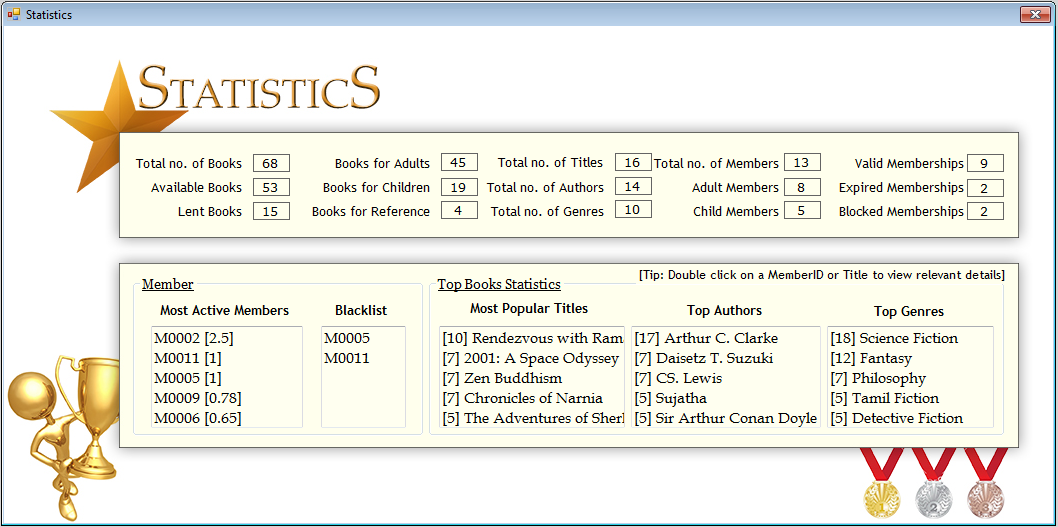 Statistics
STATISTICS
Total no. of Books 68 Books for Adults 45 Total no. of Titles 16 Total no. of Members 13 Valid Memberships 9
Available Books 53 Books for Children 19 Total no. of Authors 14 Adult Members 8 Expired Memberships 2
Lent Books 15 Books for Reference 4 Total no. of Genres 10 Child Members 5 Blocked Memberships 2
[Tip: Double click on a MemberID or Title to view relevant details]
Member
Most Active Members
M0002 [2.5]
M0011 [1]
M0005 [1]
M0009 [0.78]
M0006 [0.65]
Blacklist
M0005
M0011
Top Books Statistics
Most Popular Titles
[10] Rendezvous with Ram
[7] 2001: A Space Odyssey
[7] Zen Buddhism
[7] Chronicles of Narnia
[5] The Adventures of Sherl
Top Authors
[17] Arthur C. Clarke
[7] Daisetz T. Suzuki
[7] CS. Lewis
[5] Sujatha
[5] Sir Arthur Conan Doyle
Top Genres
[18] Science Fiction
[12] Fantasy
[7] Philosophy
[5] Tamil Fiction
[5] Detective Fiction
1 2 3